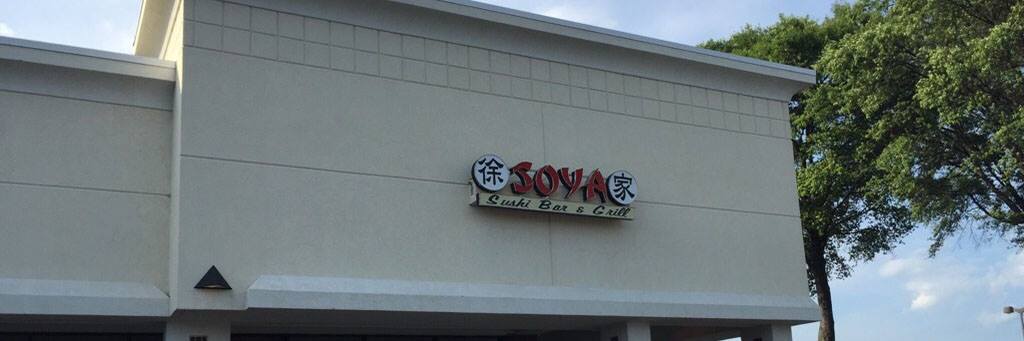 徐 SOYA 家
Sushi Bar & Grill